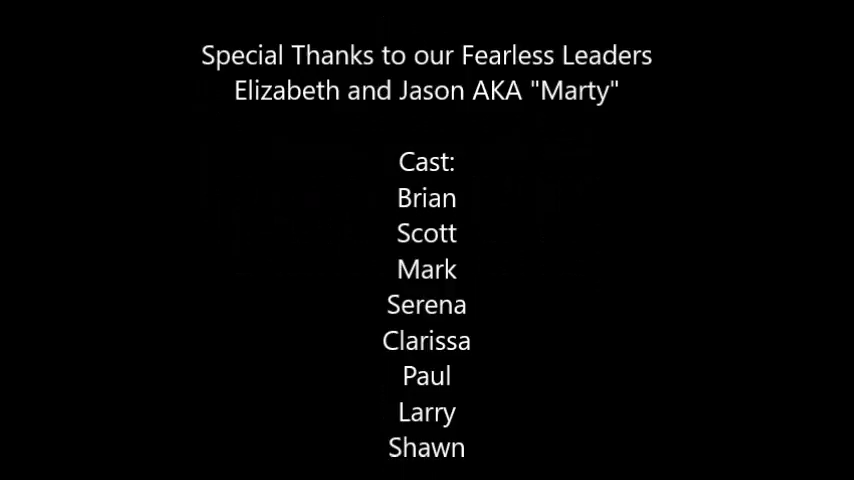 Special Thanks to our Fearless Leaders
Elizabeth and Jason AKA "Marty"
Cast:
Brian
Scott
Mark
Serena
Clarissa
Paul
Larry
Shawn